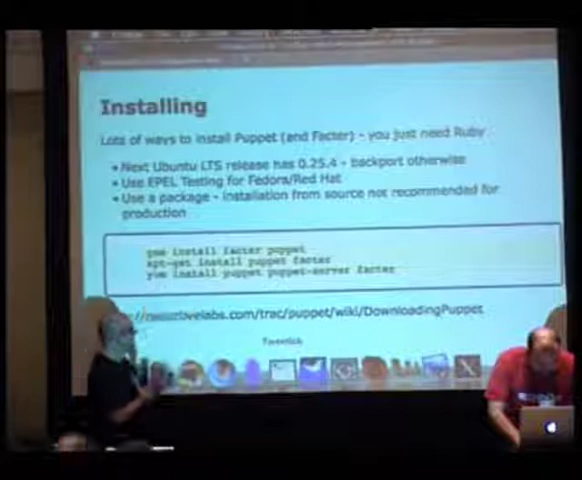 Installing
Lots of ways to install Puppet (and Facter) - you just need Ruby
• Next Ubuntu LTS release has 0.25.4 - backport otherwise
• Use EPEL Testing for Fedora/Red Hat
• Use a package - installation from source not recommended for
production
gem install facter puppet
apt-get install puppet facter
yum install puppet puppet-server facter
//reductivelabs.com/trac/puppet/wiki/DownloadingPuppet